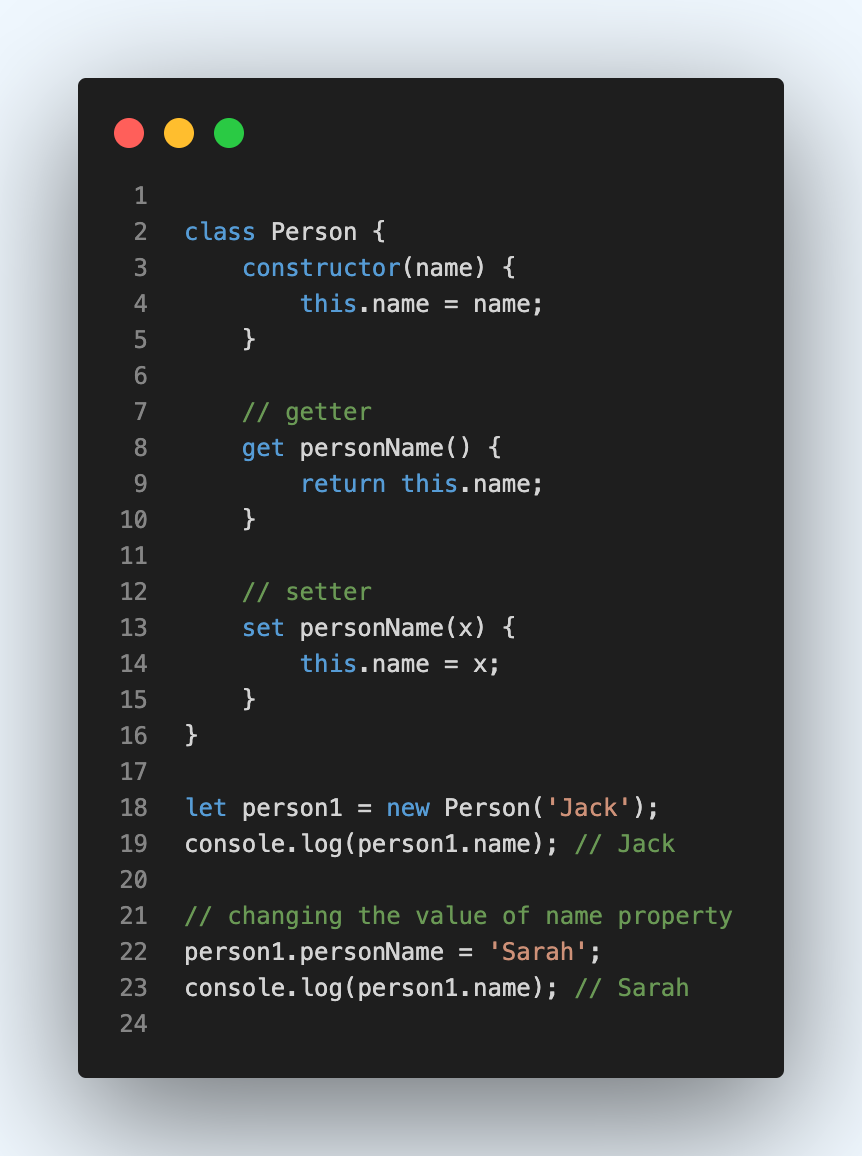 1
2 class Person {
3     constructor(name) {
4         this.name = name;
5     }
6
7     // getter
8     get personName() {
9         return this.name;
10     }
11
12     // setter
13     set personName(x) {
14         this.name = x;
15     }
16 }
17
18 let person1 = new Person('Jack');
19 console.log(person1.name); // Jack
20
21 // changing the value of name property
22 person1.personName = 'Sarah';
23 console.log(person1.name); // Sarah
24